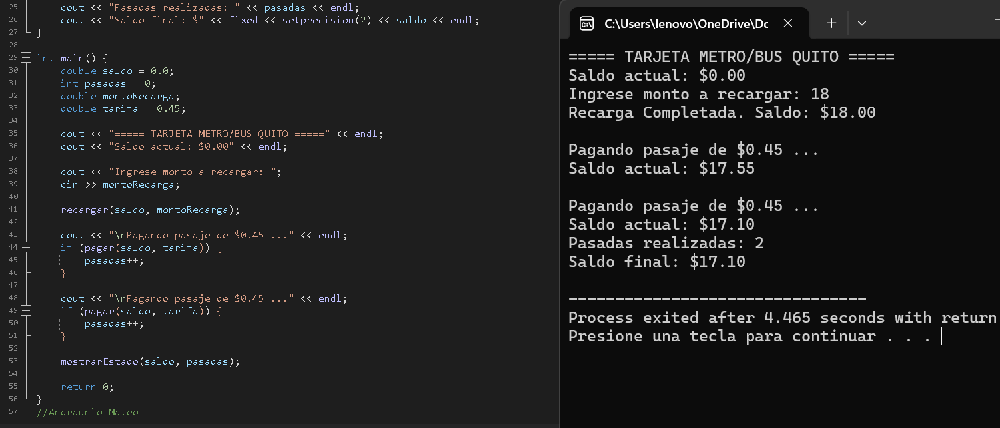 25 cout << "Pasadas realizadas: " << pasadas << endl;
26 cout << "Saldo final: $" << fixed << setprecision(2) << saldo << endl;
27 }
28
29 int main() {
30 double saldo = 0.0;
31 int pasadas = 0;
32 double montoRecarga;
33 double tarifa = 0.45;
34
35 cout << "===== TARJETA METRO/BUS QUITO =====" << endl;
36 cout << "Saldo actual: $0.00" << endl;
37
38 cout << "Ingrese monto a recargar: ";
39 cin >> montoRecarga;
40
41 recargar(saldo, montoRecarga);
42
43 cout << "\nPagando pasaje de $0.45 ..." << endl;
44 if (pagar(saldo, tarifa)) {
45 pasadas++;
46 }
47
48 cout << "\nPagando pasaje de $0.45 ..." << endl;
49 if (pagar(saldo, tarifa)) {
50 pasadas++;
51 }
52
53 mostrarEstado(saldo, pasadas);
54
55 return 0;
56 }
57 //Andraunio Mateo
C:\Users\lenovo\OneDrive\Dc
===== TARJETA METRO/BUS QUITO =====
Saldo actual: $0.00
Ingrese monto a recargar: 18
Recarga Completada. Saldo: $18.00
Pagando pasaje de $0.45 ...
Saldo actual: $17.55
Pagando pasaje de $0.45 ...
Saldo actual: $17.10
Pasadas realizadas: 2
Saldo final: $17.10
--------------------------------
Process exited after 4.465 seconds with return
Presione una tecla para continuar . . .